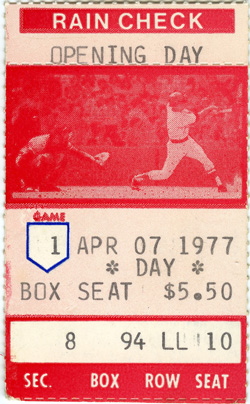 RAIN CHECK
OPENING DAY
GAME
1 APR 07 1977
* DAY *
BOX SEAT $5.50
8 94 LL 10
SEC. BOX ROW SEAT